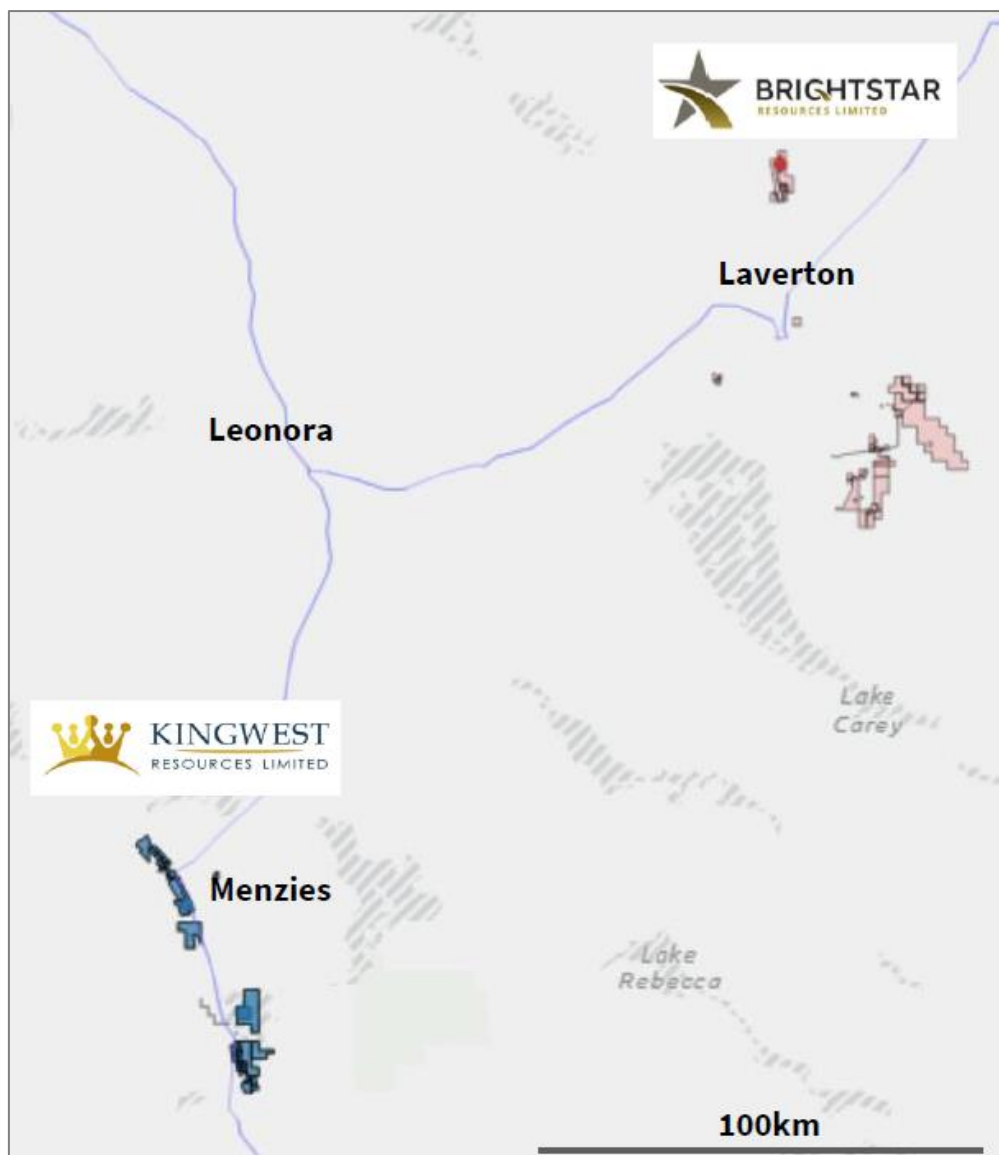 BRIGHTSTAR
RESOURCES LIMITED
Laverton
Leonora
Lake
Carey
KINGWEST
RESOURCES LIMITED
Menzies
Lake
Rebecca
100km